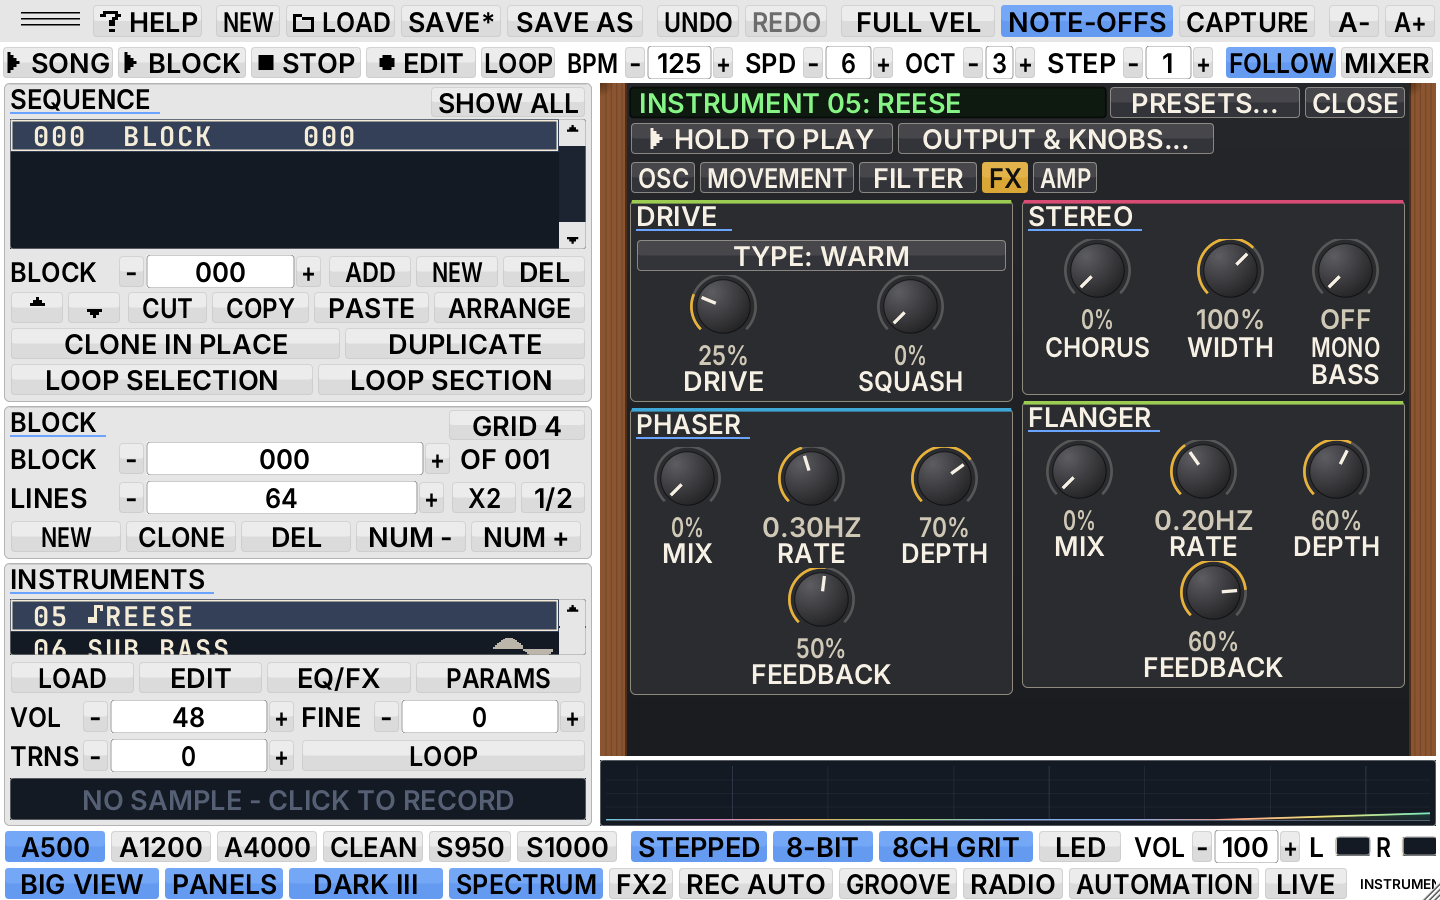 ? HELP NEW LOAD SAVE* SAVE AS UNDO REDO FULL VEL NOTE-OFFS CAPTURE A- A+
SONG BLOCK STOP EDIT LOOP BPM - 125 + SPD - 6 + OCT - 3 + STEP - 1 + FOLLOW MIXER
SEQUENCE SHOW ALL
000 BLOCK 000
BLOCK - 000 + ADD NEW DEL
CUT COPY PASTE ARRANGE
CLONE IN PLACE DUPLICATE
LOOP SELECTION LOOP SECTION
BLOCK GRID 4
BLOCK - 000 + OF 001
LINES - 64 + X2 1/2
NEW CLONE DEL NUM - NUM +
INSTRUMENTS
05 REESE
06 SUB BASS
LOAD EDIT EQ/FX PARAMS
VOL - 48 + FINE - 0 +
TRNS - 0 + LOOP
NO SAMPLE - CLICK TO RECORD
INSTRUMENT 05: REESE PRESETS... CLOSE
HOLD TO PLAY OUTPUT & KNOBS...
OSC MOVEMENT FILTER FX AMP
DRIVE
TYPE: WARM
25% 0%
DRIVE SQUASH
STEREO
0% 100% OFF
CHORUS WIDTH MONO
BASS
PHASER
0% 0.30HZ 70%
MIX RATE DEPTH
50%
FEEDBACK
FLANGER
0% 0.20HZ 60%
MIX RATE DEPTH
60%
FEEDBACK
A500 A1200 A4000 CLEAN S950 S1000 STEPPED 8-BIT 8CH GRIT LED VOL - 100 + L R
BIG VIEW PANELS DARK III SPECTRUM FX2 REC AUTO GROOVE RADIO AUTOMATION LIVE INSTRUMEN